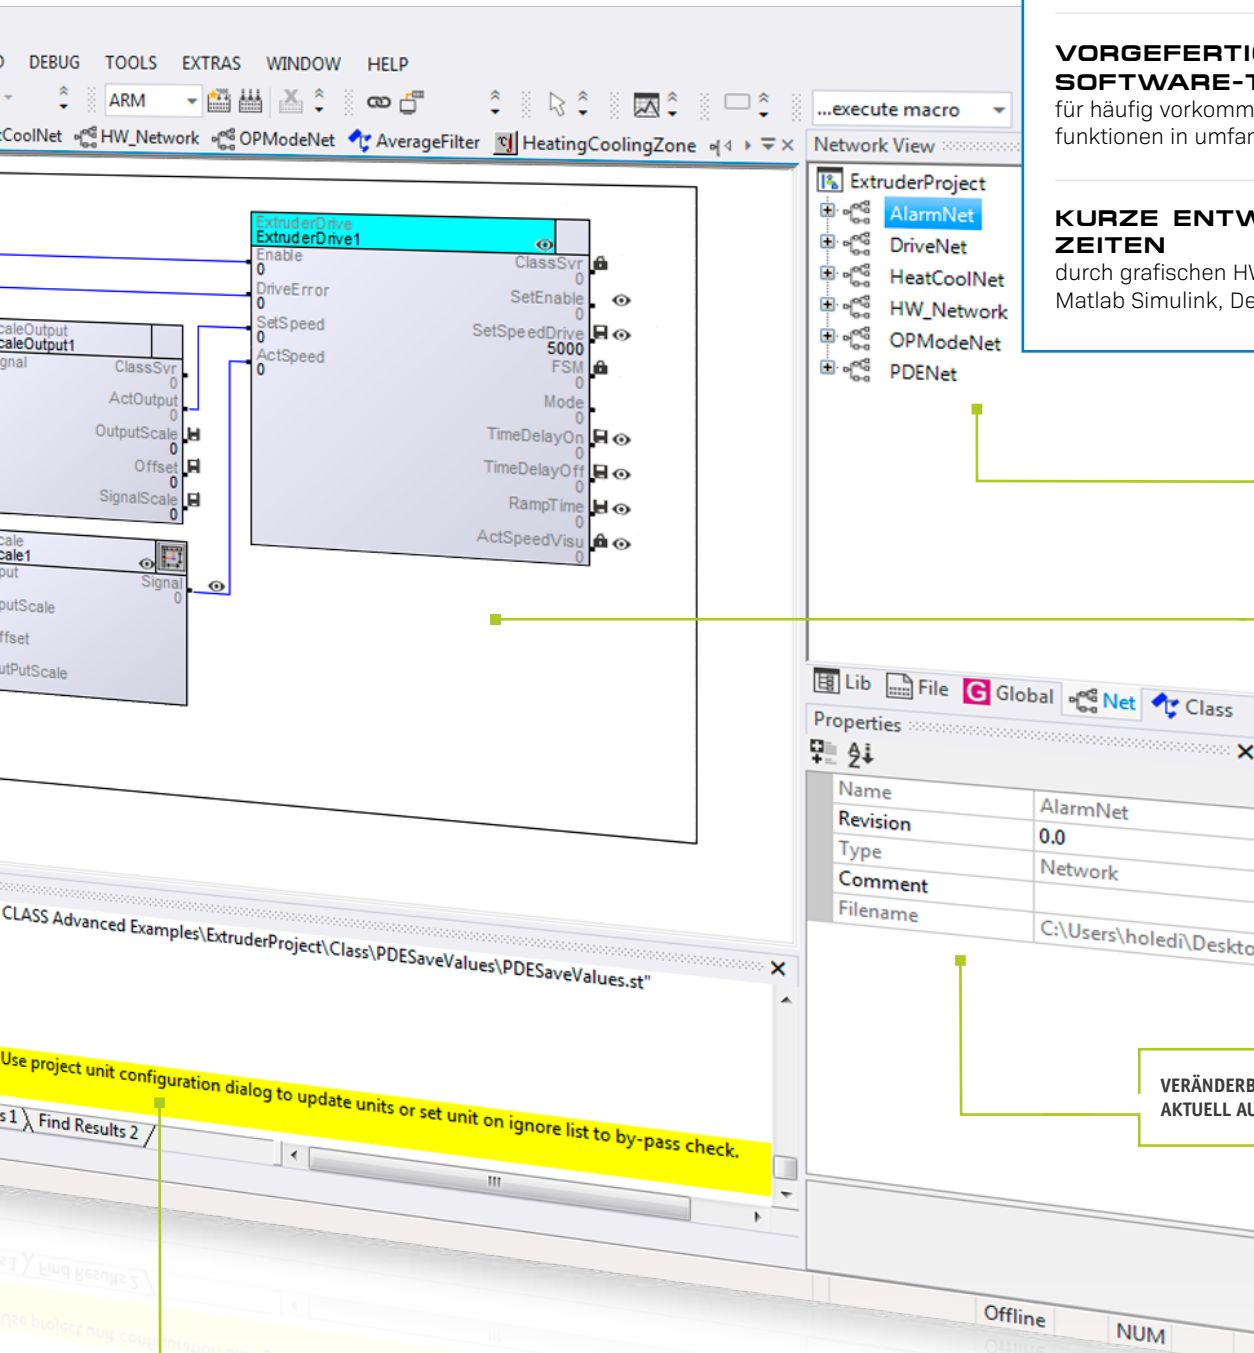 DEBUG TOOLS EXTRAS WINDOW HELP
ARM
...execute macro
CoolNet HW_Network OPModeNet AverageFilter HeatingCoolingZone
Network View
ExtruderProject
AlarmNet
DriveNet
HeatCoolNet
HW_Network
OPModeNet
PDENet
VORGEFERTIG
SOFTWARE-T
für häufig vorkomm
funktionen in umfan
KURZE ENTW
ZEITEN
durch grafischen HW
Matlab Simulink, De
ExtruderDrive
ExtruderDrive1
Enable
0
DriveError
0
SetSpeed
0
ActSpeed
0
ClassSvr
0
SetEnable
SetSpeedDrive
5000
FSM
0
Mode
0
TimeDelayOn
0
TimeDelayOff
0
RampTime
0
ActSpeedVisu
0
caleOutput
caleOutput1
gnal
ClassSvr
0
ActOutput
0
OutputScale
0
Offset
0
SignalScale
0
cale
cale1
put
Signal
0
putScale
ffset
utPutScale
Lib File Global Net Class
Properties
Name AlarmNet
Revision 0.0
Type Network
Comment
Filename C:\Users\holedi\Deskto
CLASS Advanced Examples\ExtruderProject\Class\PDESaveValues\PDESaveValues.st"
Use project unit configuration dialog to update units or set unit on ignore list to by-pass check.
s 1 Find Results 2
VERÄNDERB
AKTUELL AU
Offline NUM